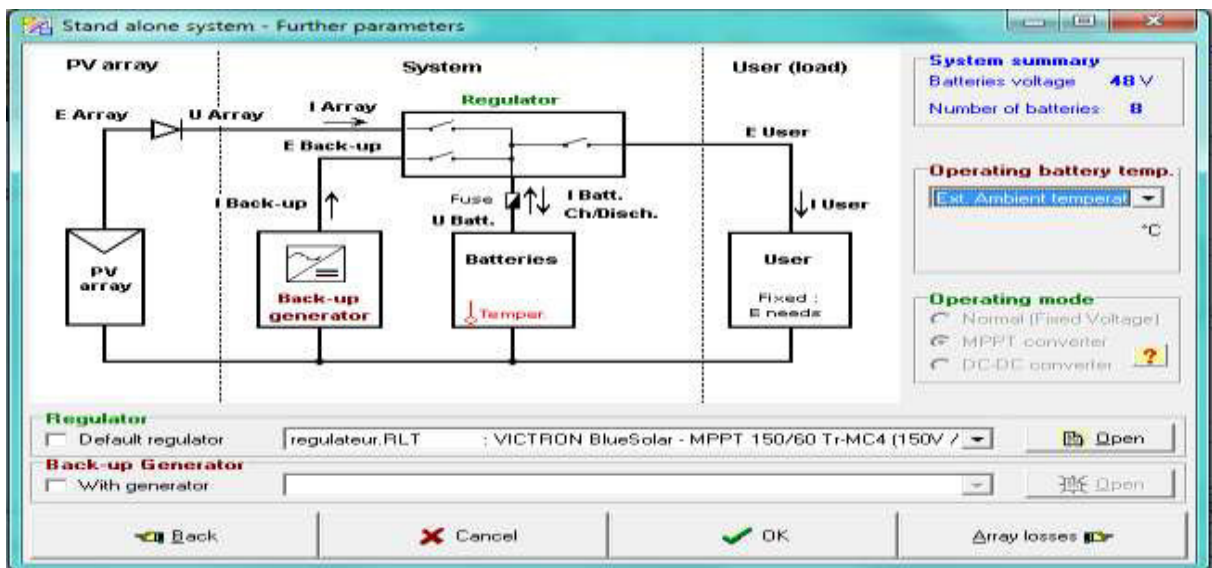 Stand alone system - Further parameters
PV array
System
User (load)
E Array
U Array
I Array
Regulator
E Back-up
E User
I Back-up
Fuse
I Batt.
Ch/Disch.
U Batt.
I User
PV
array
Back-up
generator
Batteries
Temper.
User
Fixed :
E needs
System summary
Batteries voltage 48 V
Number of batteries 8
Operating battery temp.
Ext. Ambient temperat
°C
Operating mode
Normal (Fixed Voltage)
MPPT converter
DC-DC converter
?
Regulator
Default regulator
regulateur.RLT : VICTRON BlueSolar - MPPT 150/60 Tr-MC4 (150V /
Open
Back-up Generator
With generator
Open
Back
Cancel
OK
Array losses